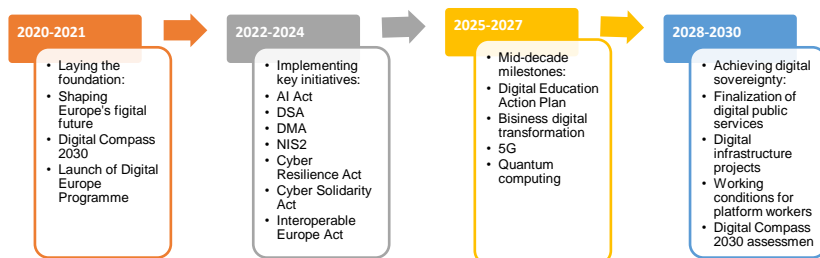 2020-2021
• Laying the
foundation:
• Shaping
Europe's figital
future
• Digital Compass
2030
• Launch of Digital
Europe
Programme
2022-2024
• Implementing
key initiatives:
• AI Act
• DSA
• DMA
• NIS2
• Cyber
Resilience Act
• Cyber Solidarity
Act
• Interoperable
Europe Act
2025-2027
• Mid-decade
milestones:
• Digital Education
Action Plan
• Bisiness digital
transformation
• 5G
• Quantum
computing
2028-2030
• Achieving digital
sovereignty:
• Finalization of
digital public
services
• Digital
infrastructure
projects
• Working
conditions for
platform workers
• Digital Compass
2030 assessmen